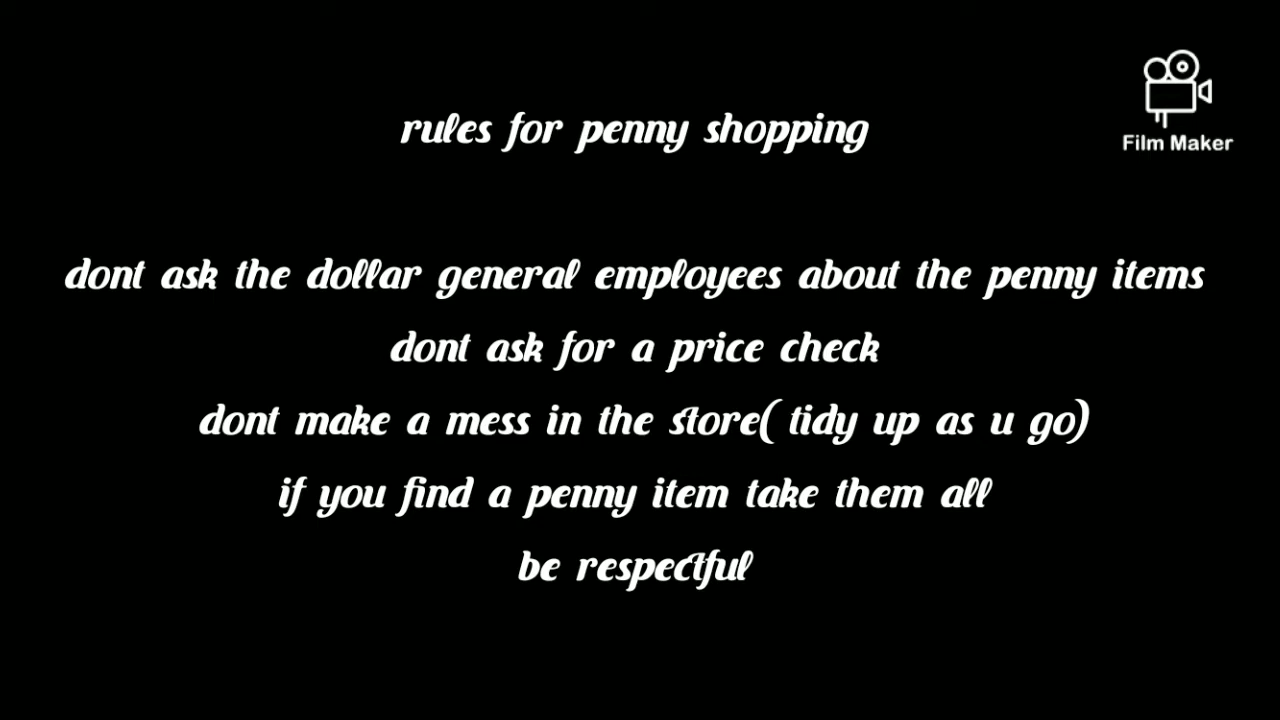 rules for penny shopping
Film Maker
dont ask the dollar general employees about the penny items
dont ask for a price check
dont make a mess in the store( tidy up as u go)
if you find a penny item take them all
be respectful